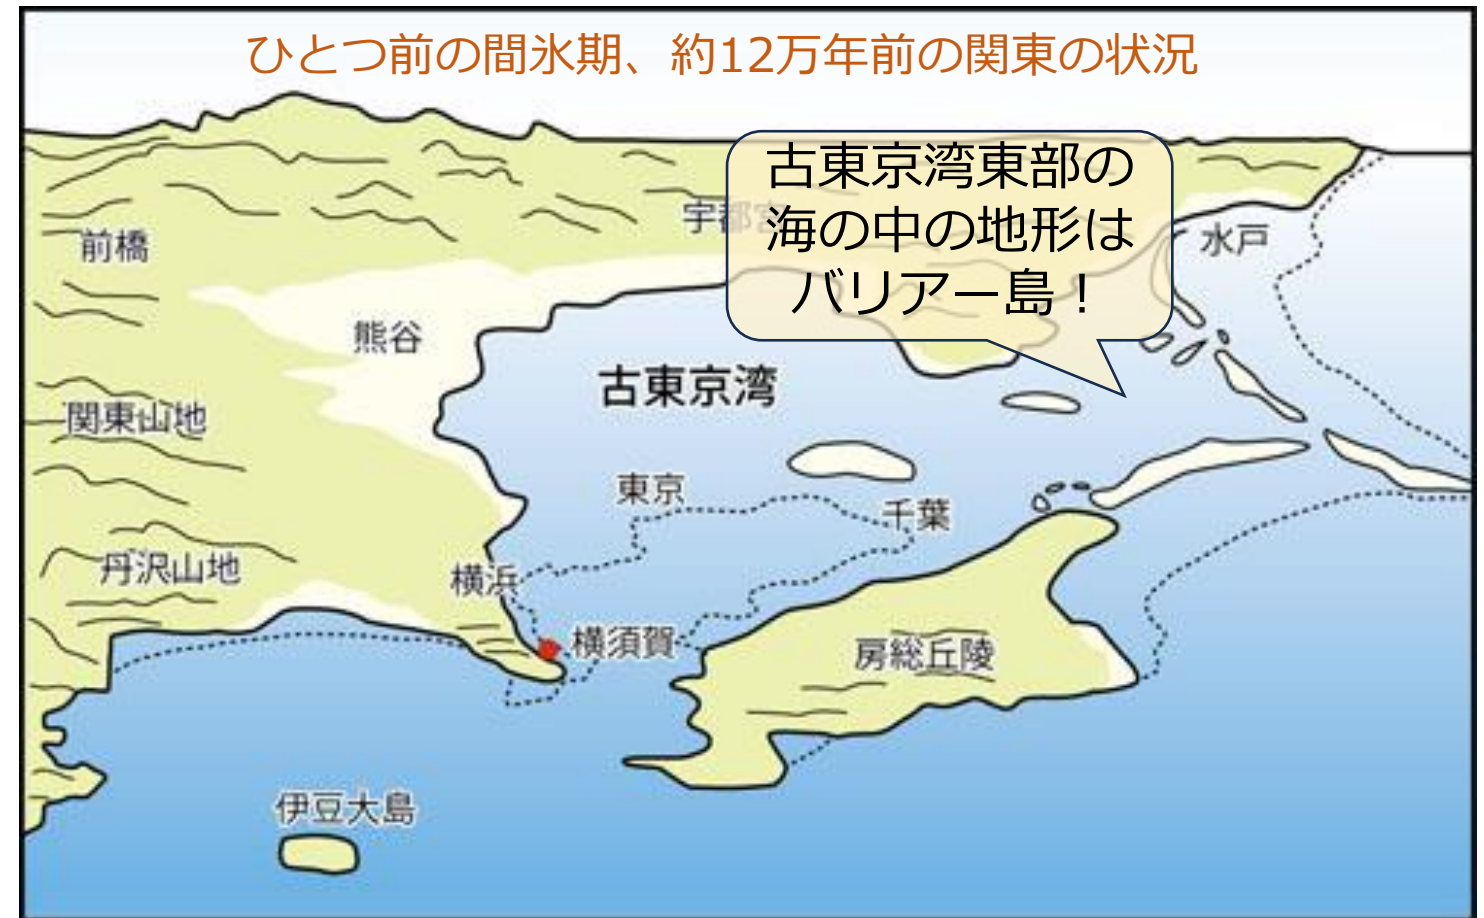 ひとつ前の間氷期、約12万年前の関東の状況
古東京湾東部の
海の中の地形は
バリアー島！
宇都宮
前橋
水戸
熊谷
古東京湾
関東山地
東京
千葉
丹沢山地
横浜
横須賀
房総丘陵
伊豆大島